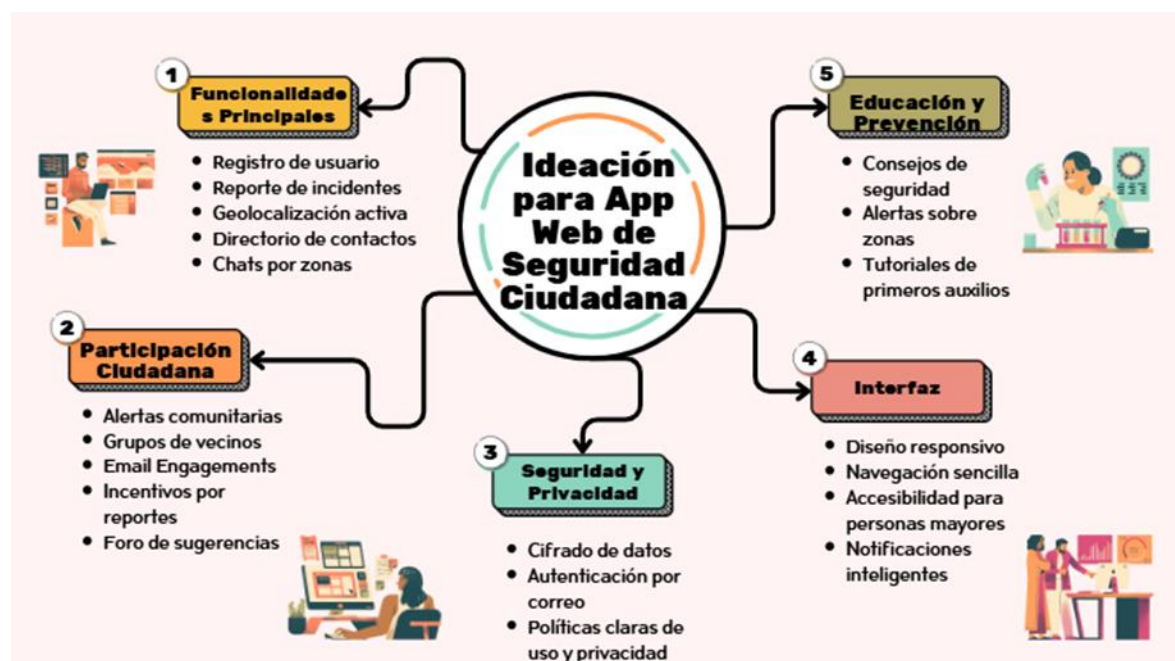 Ideación
para App
Web de
Seguridad
Ciudadana
1
Funcionalidade
s Principales
• Registro de usuario
• Reporte de incidentes
• Geolocalización activa
• Directorio de contactos
• Chats por zonas
2
Participación
Ciudadana
• Alertas comunitarias
• Grupos de vecinos
• Email Engagements
• Incentivos por
reportes
• Foro de sugerencias
3
Seguridad y
Privacidad
• Cifrado de datos
• Autenticación por
correo
• Políticas claras de
uso y privacidad
4
Interfaz
• Diseño responsivo
• Navegación sencilla
• Accesibilidad para
personas mayores
• Notificaciones
inteligentes
5
Educación y
Prevención
• Consejos de
seguridad
• Alertas sobre
zonas
• Tutoriales de
primeros auxilios